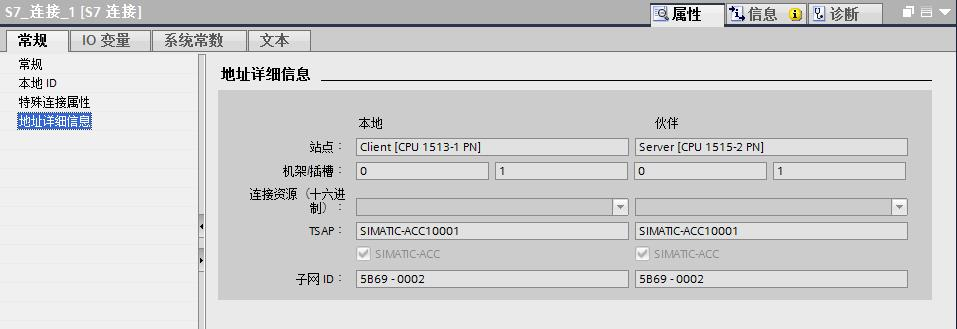 S7_连接_1 [S7 连接]
属性 信息 诊断
常规 IO 变量 系统常数 文本
常规
本地 ID
特殊连接属性
地址详细信息
地址详细信息
本地 伙伴
站点： Client [CPU 1513-1 PN] Server [CPU 1515-2 PN]
机架/插槽： 0 1 0 1
连接资源（十六进
制）：
TSAP： SIMATIC-ACC10001 SIMATIC-ACC10001
SIMATIC-ACC SIMATIC-ACC
子网 ID： 5B69 - 0002 5B69 - 0002